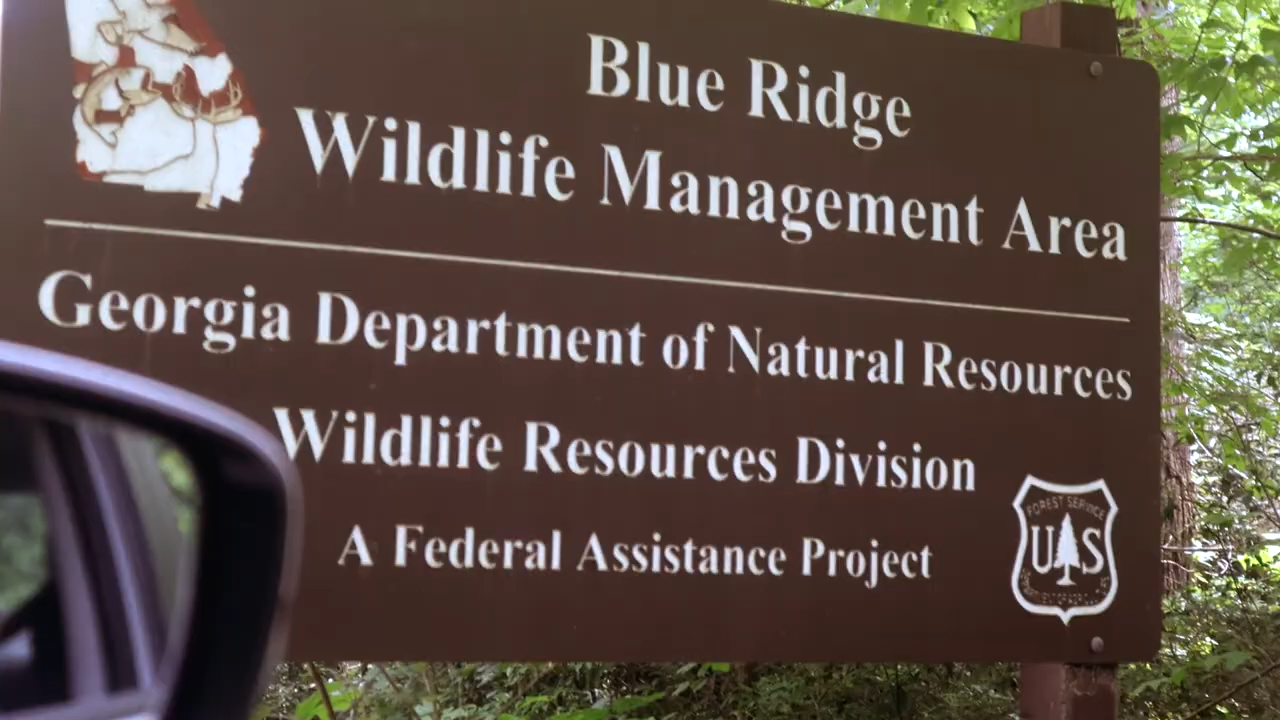 Blue Ridge
Wildlife Management Area
Georgia Department of Natural Resources
Wildlife Resources Division
A Federal Assistance Project
FOREST SERVICE
U S